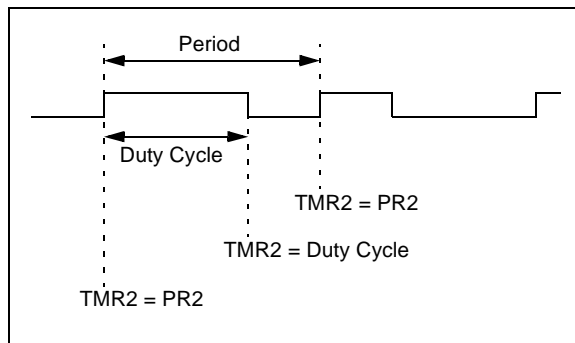 Period
Duty Cycle
TMR2 = PR2
TMR2 = Duty Cycle
TMR2 = PR2